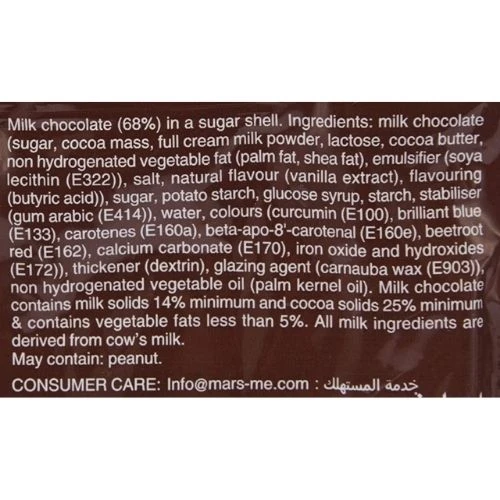 Milk chocolate (68%) in a sugar shell. Ingredients: milk chocolate
(sugar, cocoa mass, full cream milk powder, lactose, cocoa butter,
non hydrogenated vegetable fat (palm fat, shea fat), emulsifier (soya
lecithin (E322)), salt, natural flavour (vanilla extract), flavouring
(butyric acid)), sugar, potato starch, glucose syrup, starch, stabiliser
(gum arabic (E414)), water, colours (curcumin (E100), brilliant blue
(E133), carotenes (E160a), beta-apo-8'-carotenal (E160e), beetroot
red (E162), calcium carbonate (E170), iron oxide and hydroxides
(E172)), thickener (dextrin), glazing agent (carnauba wax (E903)),
non hydrogenated vegetable oil (palm kernel oil). Milk chocolate
contains milk solids 14% minimum and cocoa solids 25% minimum
& contains vegetable fats less than 5%. All milk ingredients are
derived from cow's milk.
May contain: peanut.
CONSUMER CARE: Info@mars-me.com : خدمة المستهلك